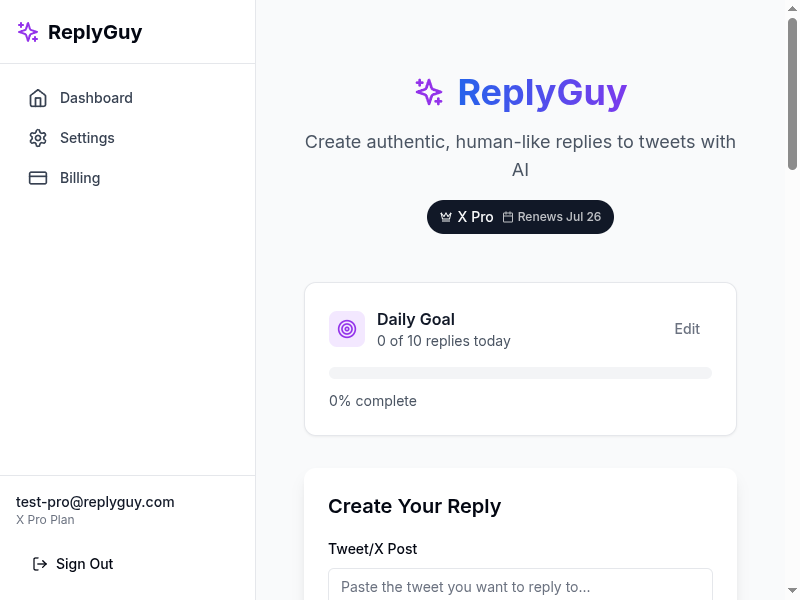 ReplyGuy
Dashboard
Settings
Billing
test-pro@replyguy.com
X Pro Plan
Sign Out
ReplyGuy
Create authentic, human-like replies to tweets with
AI
X Pro Renews Jul 26
Daily Goal
0 of 10 replies today
Edit
0% complete
Create Your Reply
Tweet/X Post
Paste the tweet you want to reply to...